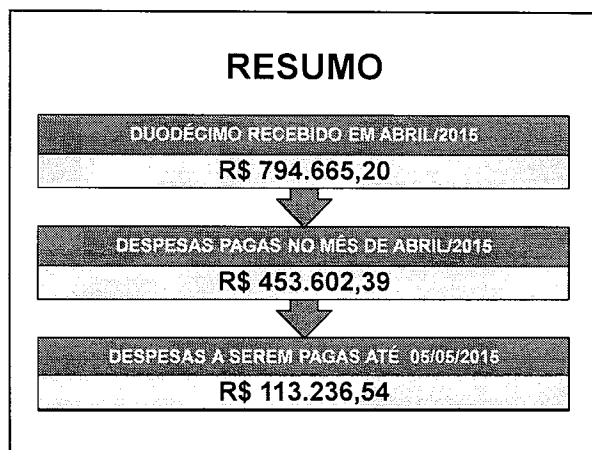 RESUMO
DUODÉCIMO RECEBIDO EM ABRIL/2015
R$ 794.665,20
DESPESAS PAGAS NO MÊS DE ABRIL/2015
R$ 453.602,39
DESPESAS A SEREM PAGAS ATÉ 05/05/2015
R$ 113.236,54